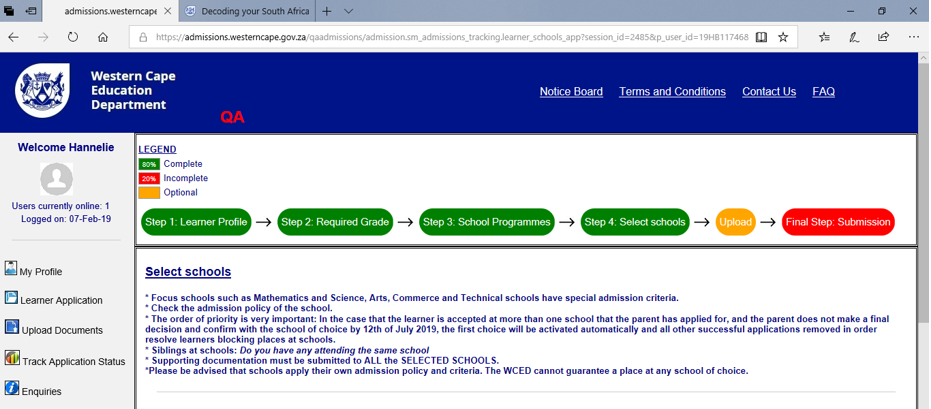 admissions.westerncape
Decoding your South Africa
https://admissions.westerncape.gov.za/qaadmissions/admission.sm_admissions_tracking.learner_schools_app?session_id=2485&p_user_id=19HB117468
Western Cape
Education
Department
QA
Notice Board Terms and Conditions Contact Us FAQ
Welcome Hannelie
Users currently online: 1
Logged on: 07-Feb-19
My Profile
Learner Application
Upload Documents
Track Application Status
Enquiries
LEGEND
80% Complete
20% Incomplete
Optional
Step 1: Learner Profile → Step 2: Required Grade → Step 3: School Programmes → Step 4: Select schools → Upload → Final Step: Submission
Select schools
* Focus schools such as Mathematics and Science, Arts, Commerce and Technical schools have special admission criteria.
* Check the admission policy of the school.
* The order of priority is very important: In the case that the learner is accepted at more than one school that the parent has applied for, and the parent does not make a final
decision and confirm with the school of choice by 12th of July 2019, the first choice will be activated automatically and all other successful applications removed in order
resolve learners blocking places at schools.
* Siblings at schools: Do you have any attending the same school
* Supporting documentation must be submitted to ALL the SELECTED SCHOOLS.
*Please be advised that schools apply their own admission policy and criteria. The WCED cannot guarantee a place at any school of choice.